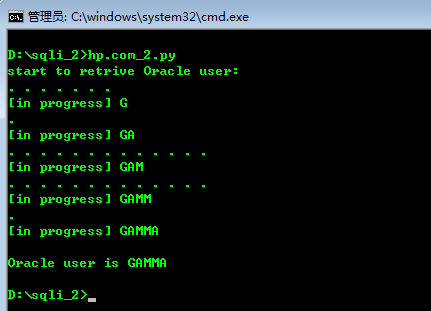 管理员: C:\windows\system32\cmd.exe
D:\sqli_2>hp.com_2.py
start to retrive Oracle user:
. . . . . . .
[in progress] G
.
[in progress] GA
. . . . . . . . . . . . .
[in progress] GAM
. . . . . . . . . . . . .
[in progress] GAMM
.
[in progress] GAMMA
Oracle user is GAMMA
D:\sqli_2>